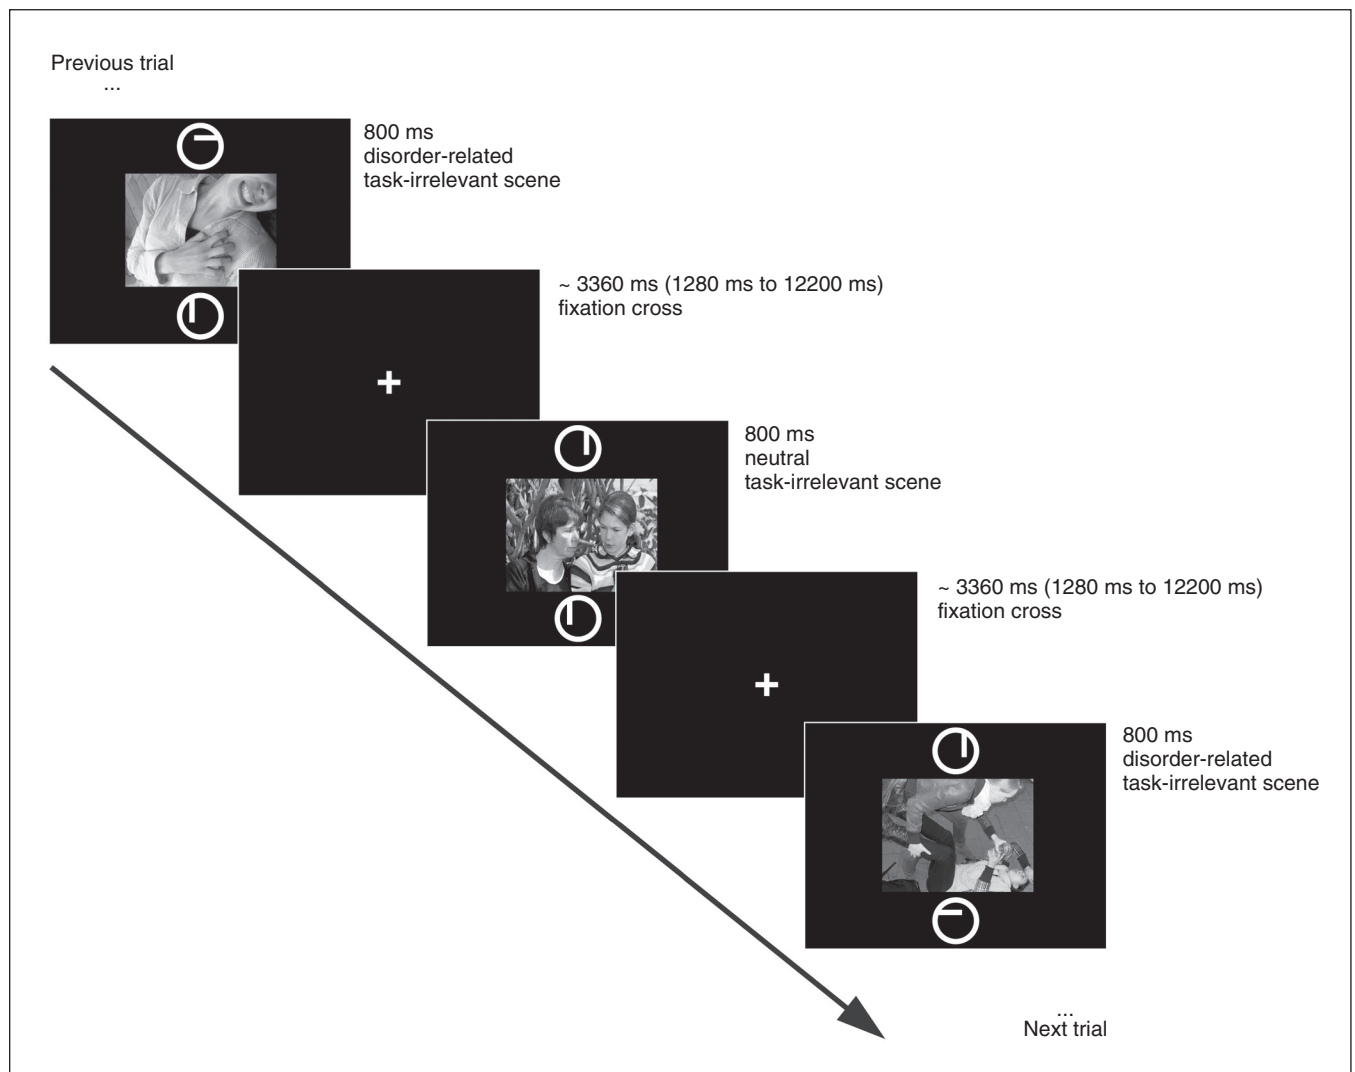 Previous trial
...
800 ms
disorder-related
task-irrelevant scene
~ 3360 ms (1280 ms to 12200 ms)
fixation cross
800 ms
neutral
task-irrelevant scene
~ 3360 ms (1280 ms to 12200 ms)
fixation cross
800 ms
disorder-related
task-irrelevant scene
...
Next trial